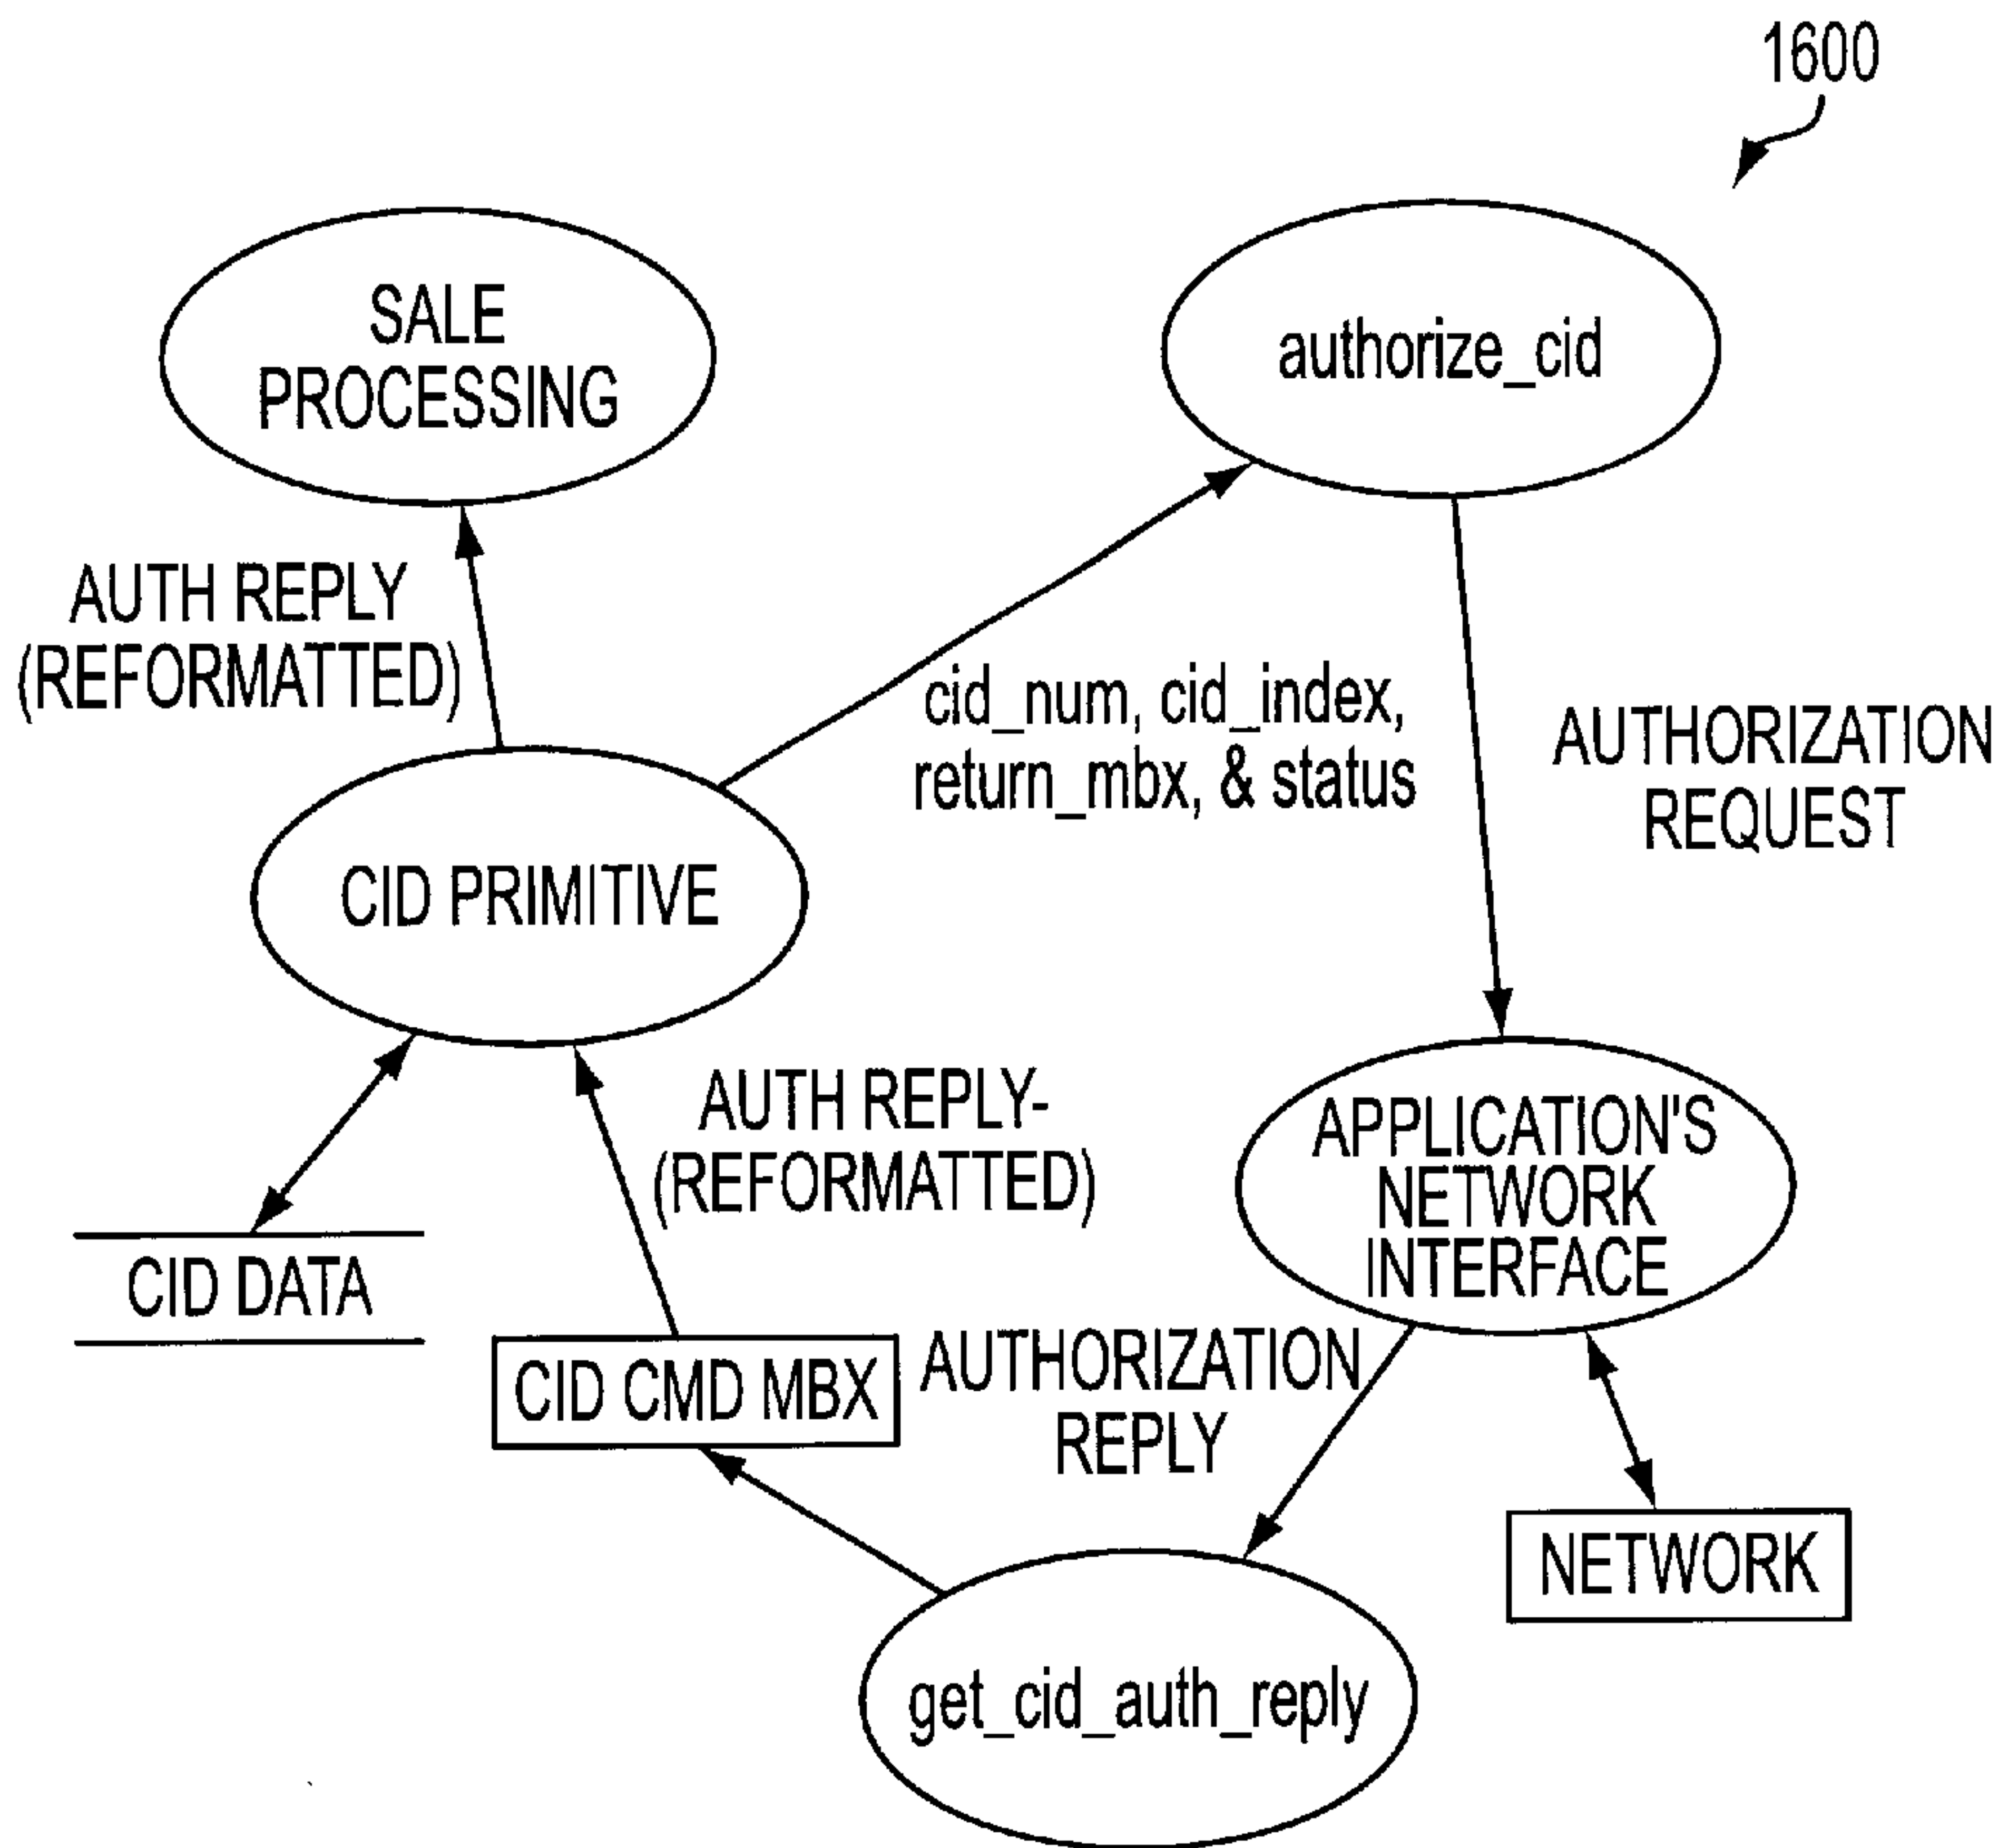 1600
SALE
PROCESSING
authorize_cid
AUTH REPLY
(REFORMATTED)
cid_num, cid_index,
return_mbx, & status
AUTHORIZATION
REQUEST
CID PRIMITIVE
AUTH REPLY-
(REFORMATTED)
APPLICATION'S
NETWORK
INTERFACE
CID DATA
CID CMD MBX
AUTHORIZATION
REPLY
NETWORK
get_cid_auth_reply